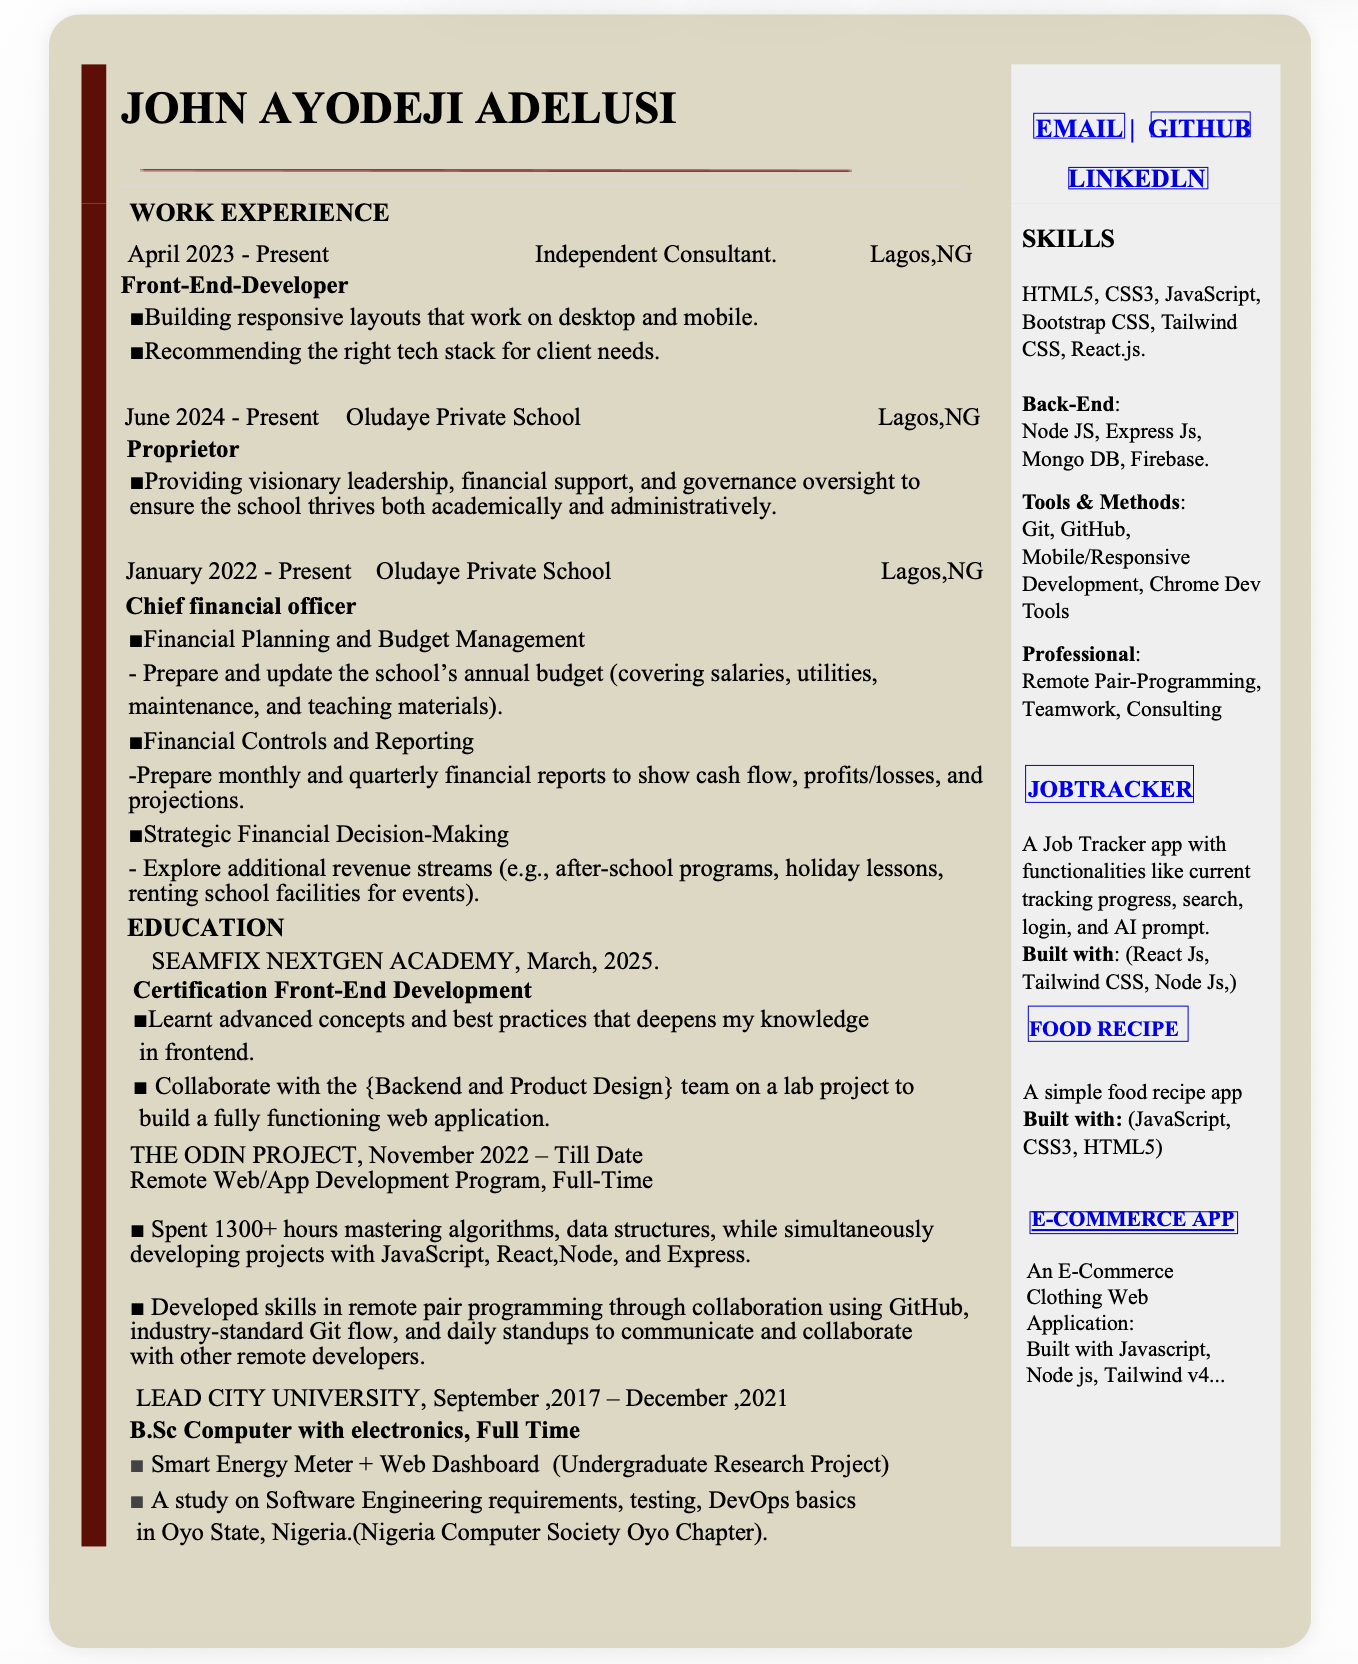 JOHN AYODEJI ADELUSI
WORK EXPERIENCE
April 2023 - Present Independent Consultant. Lagos,NG
Front-End-Developer
■Building responsive layouts that work on desktop and mobile.
■Recommending the right tech stack for client needs.
June 2024 - Present Oludaye Private School Lagos,NG
Proprietor
■Providing visionary leadership, financial support, and governance oversight to
ensure the school thrives both academically and administratively.
January 2022 - Present Oludaye Private School Lagos,NG
Chief financial officer
■Financial Planning and Budget Management
- Prepare and update the school’s annual budget (covering salaries, utilities,
maintenance, and teaching materials).
■Financial Controls and Reporting
-Prepare monthly and quarterly financial reports to show cash flow, profits/losses, and
projections.
■Strategic Financial Decision-Making
- Explore additional revenue streams (e.g., after-school programs, holiday lessons,
renting school facilities for events).
EDUCATION
SEAMFIX NEXTGEN ACADEMY, March, 2025.
Certification Front-End Development
■Learnt advanced concepts and best practices that deepens my knowledge
in frontend.
■ Collaborate with the {Backend and Product Design} team on a lab project to
build a fully functioning web application.
THE ODIN PROJECT, November 2022 – Till Date
Remote Web/App Development Program, Full-Time
■ Spent 1300+ hours mastering algorithms, data structures, while simultaneously
developing projects with JavaScript, React,Node, and Express.
■ Developed skills in remote pair programming through collaboration using GitHub,
industry-standard Git flow, and daily standups to communicate and collaborate
with other remote developers.
LEAD CITY UNIVERSITY, September ,2017 – December ,2021
B.Sc Computer with electronics, Full Time
■ Smart Energy Meter + Web Dashboard (Undergraduate Research Project)
■ A study on Software Engineering requirements, testing, DevOps basics
in Oyo State, Nigeria.(Nigeria Computer Society Oyo Chapter).
EMAIL | GITHUB
LINKEDLN
SKILLS
HTML5, CSS3, JavaScript,
Bootstrap CSS, Tailwind
CSS, React.js.
Back-End:
Node JS, Express Js,
Mongo DB, Firebase.
Tools & Methods:
Git, GitHub,
Mobile/Responsive
Development, Chrome Dev
Tools
Professional:
Remote Pair-Programming,
Teamwork, Consulting
JOBTRACKER
A Job Tracker app with
functionalities like current
tracking progress, search,
login, and AI prompt.
Built with: (React Js,
Tailwind CSS, Node Js,)
FOOD RECIPE
A simple food recipe app
Built with: (JavaScript,
CSS3, HTML5)
E-COMMERCE APP
An E-Commerce
Clothing Web
Application:
Built with Javascript,
Node js, Tailwind v4...